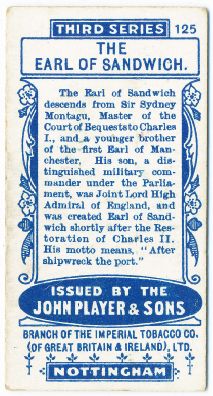 THIRD SERIES 125
THE
EARL OF SANDWICH.
The Earl of Sandwich
descends from Sir Sydney
Montagu, Master of the
Court of Bequests to Charles
I., and a younger brother
of the first Earl of Man-
chester. His son, a dis-
tinguished military com-
mander under the Parlia-
ment, was Joint Lord High
Admiral of England, and
was created Earl of Sand-
wich shortly after the Res-
toration of Charles II.
His motto means, "After
shipwreck the port."
ISSUED BY THE
JOHN PLAYER & SONS
BRANCH OF THE IMPERIAL TOBACCO CO.
(OF GREAT BRITAIN & IRELAND), LTD.
NOTTINGHAM